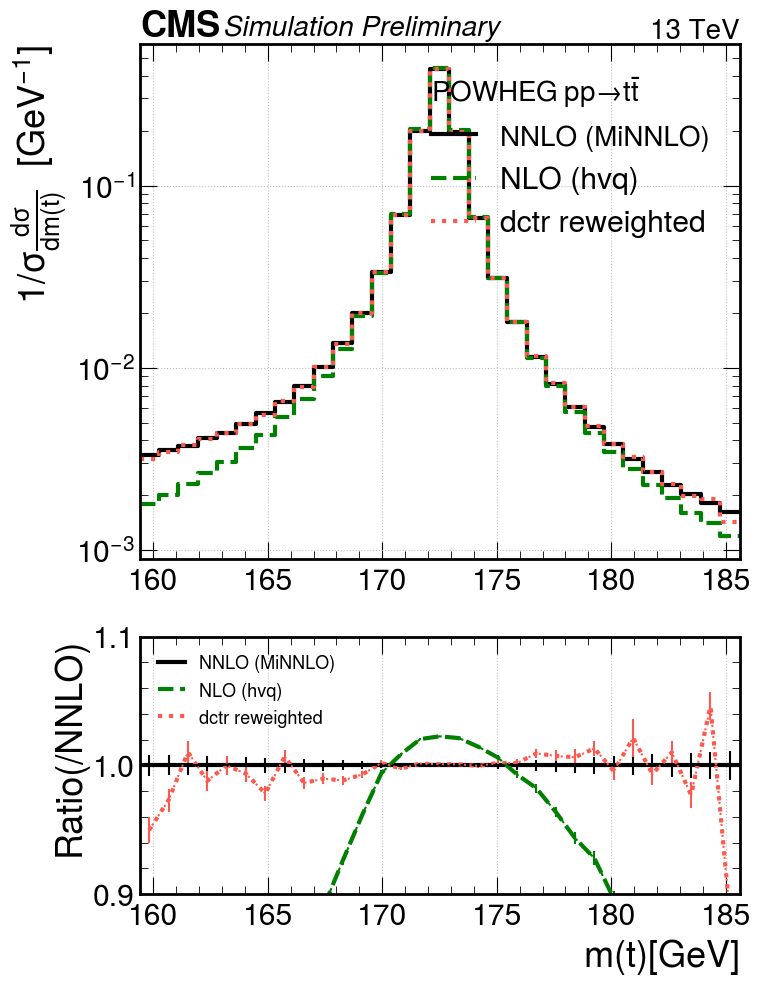 CMS Simulation Preliminary 13 TeV
1/σ dσ/dm(t) [GeV⁻¹]
POWHEG pp→tt̄
NNLO (MiNNLO)
NLO (hvq)
dctr reweighted
10⁻¹
10⁻²
10⁻³
160 165 170 175 180 185
Ratio(/NNLO)
1.1
1.0
0.9
NNLO (MiNNLO)
NLO (hvq)
dctr reweighted
160 165 170 175 180 185
m(t)[GeV]